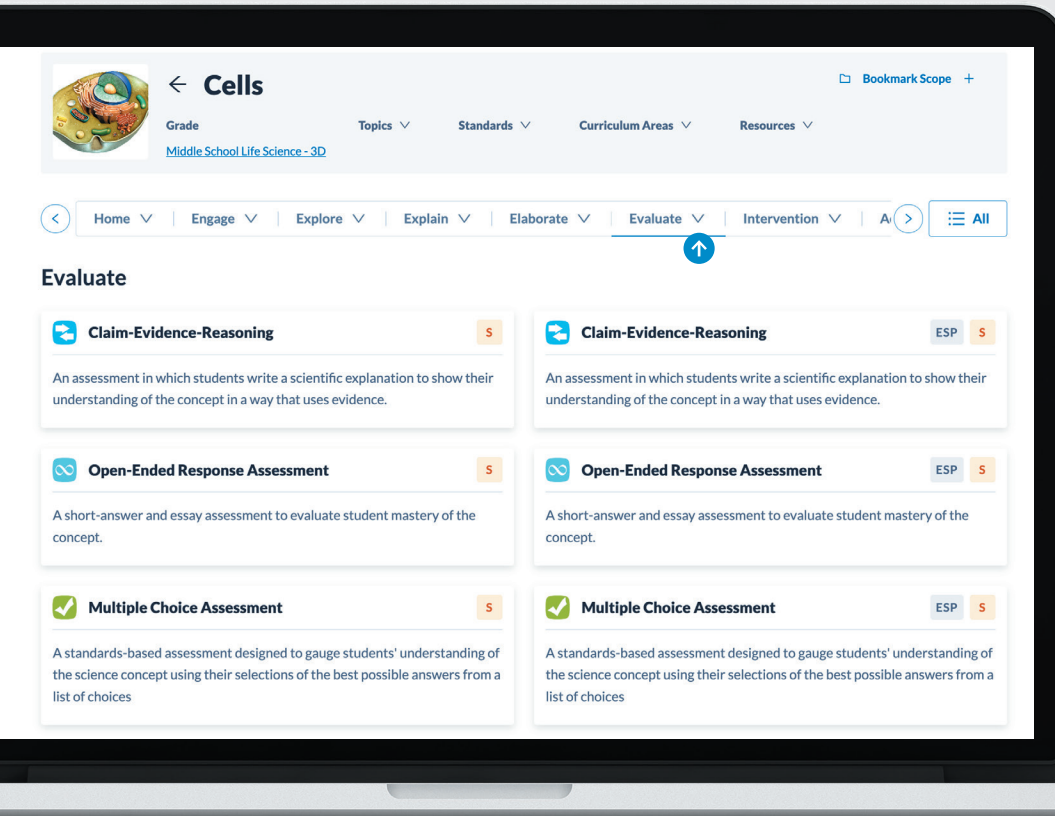 Cells
Bookmark Scope +
Grade
Topics
Standards
Curriculum Areas
Resources
Middle School Life Science - 3D
Home
Engage
Explore
Explain
Elaborate
Evaluate
Intervention
All
Evaluate
Claim-Evidence-Reasoning S
An assessment in which students write a scientific explanation to show their
understanding of the concept in a way that uses evidence.
Claim-Evidence-Reasoning ESP S
An assessment in which students write a scientific explanation to show their
understanding of the concept in a way that uses evidence.
Open-Ended Response Assessment S
A short-answer and essay assessment to evaluate student mastery of the
concept.
Open-Ended Response Assessment ESP S
A short-answer and essay assessment to evaluate student mastery of the
concept.
Multiple Choice Assessment S
A standards-based assessment designed to gauge students' understanding of
the science concept using their selections of the best possible answers from a
list of choices
Multiple Choice Assessment ESP S
A standards-based assessment designed to gauge students' understanding of
the science concept using their selections of the best possible answers from a
list of choices